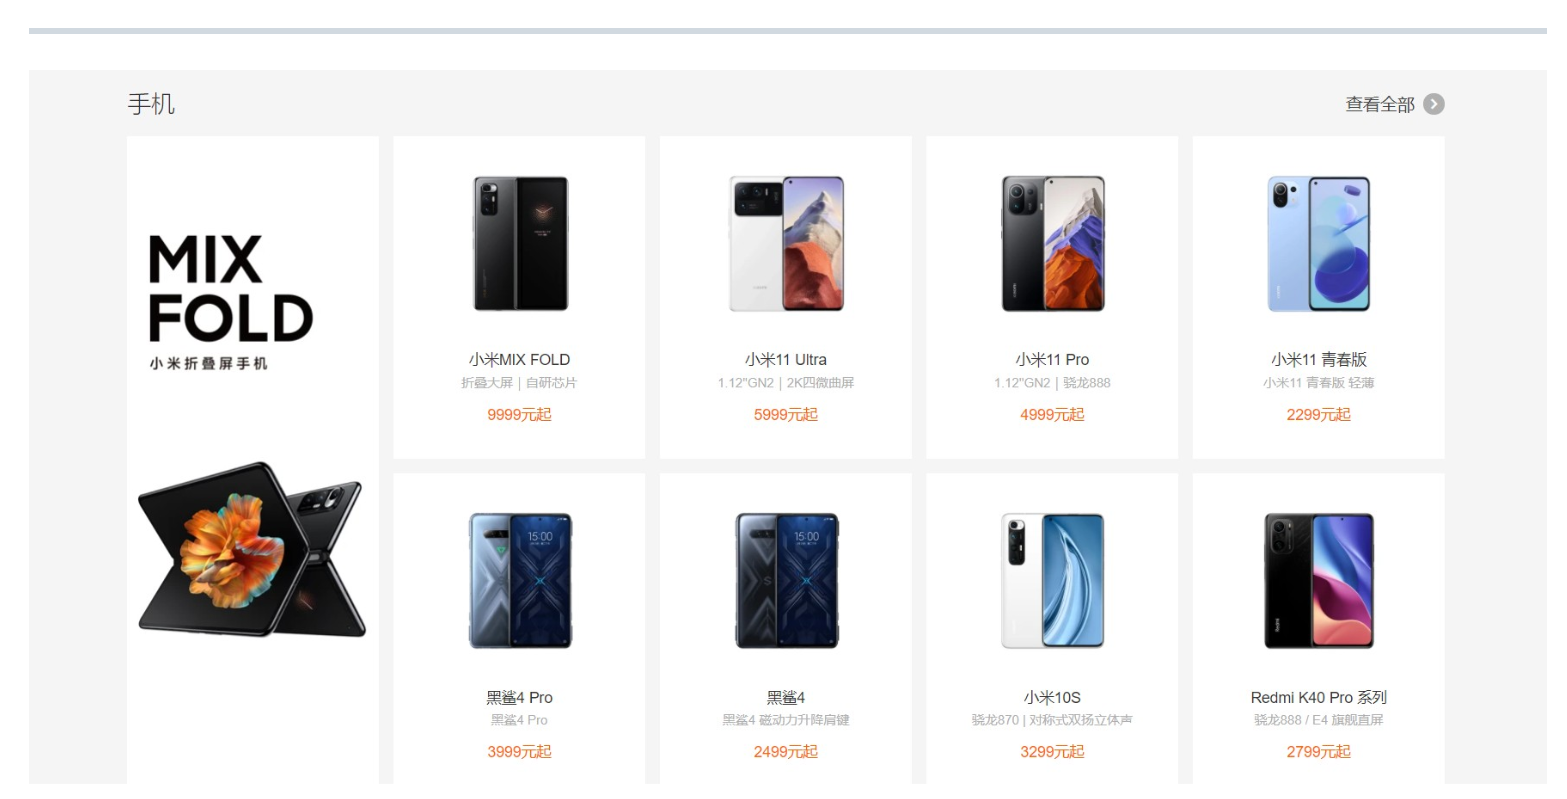 手机
查看全部
MIX
FOLD
小米折叠屏手机
小米MIX FOLD
折叠大屏｜自研芯片
9999元起
小米11 Ultra
1.12"GN2｜2K四微曲屏
5999元起
小米11 Pro
1.12"GN2｜骁龙888
4999元起
小米11 青春版
小米11 青春版 轻薄
2299元起
15:00
黑鲨4 Pro
黑鲨4 Pro
3999元起
15:00
黑鲨4
黑鲨4 磁动力升降肩键
2499元起
小米10S
骁龙870 | 对称式双扬立体声
3299元起
Redmi
Redmi K40 Pro 系列
骁龙888 / E4 旗舰直屏
2799元起